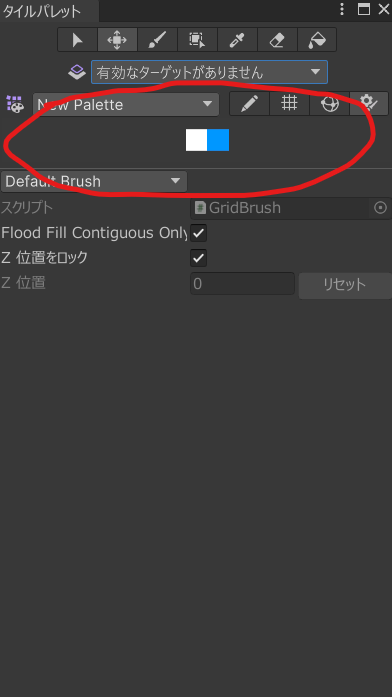 タイルパレット
有効なターゲットがありません
New Palette
Default Brush
スクリプト
GridBrush
Flood Fill Contiguous Only
Z 位置をロック
Z 位置
0
リセット